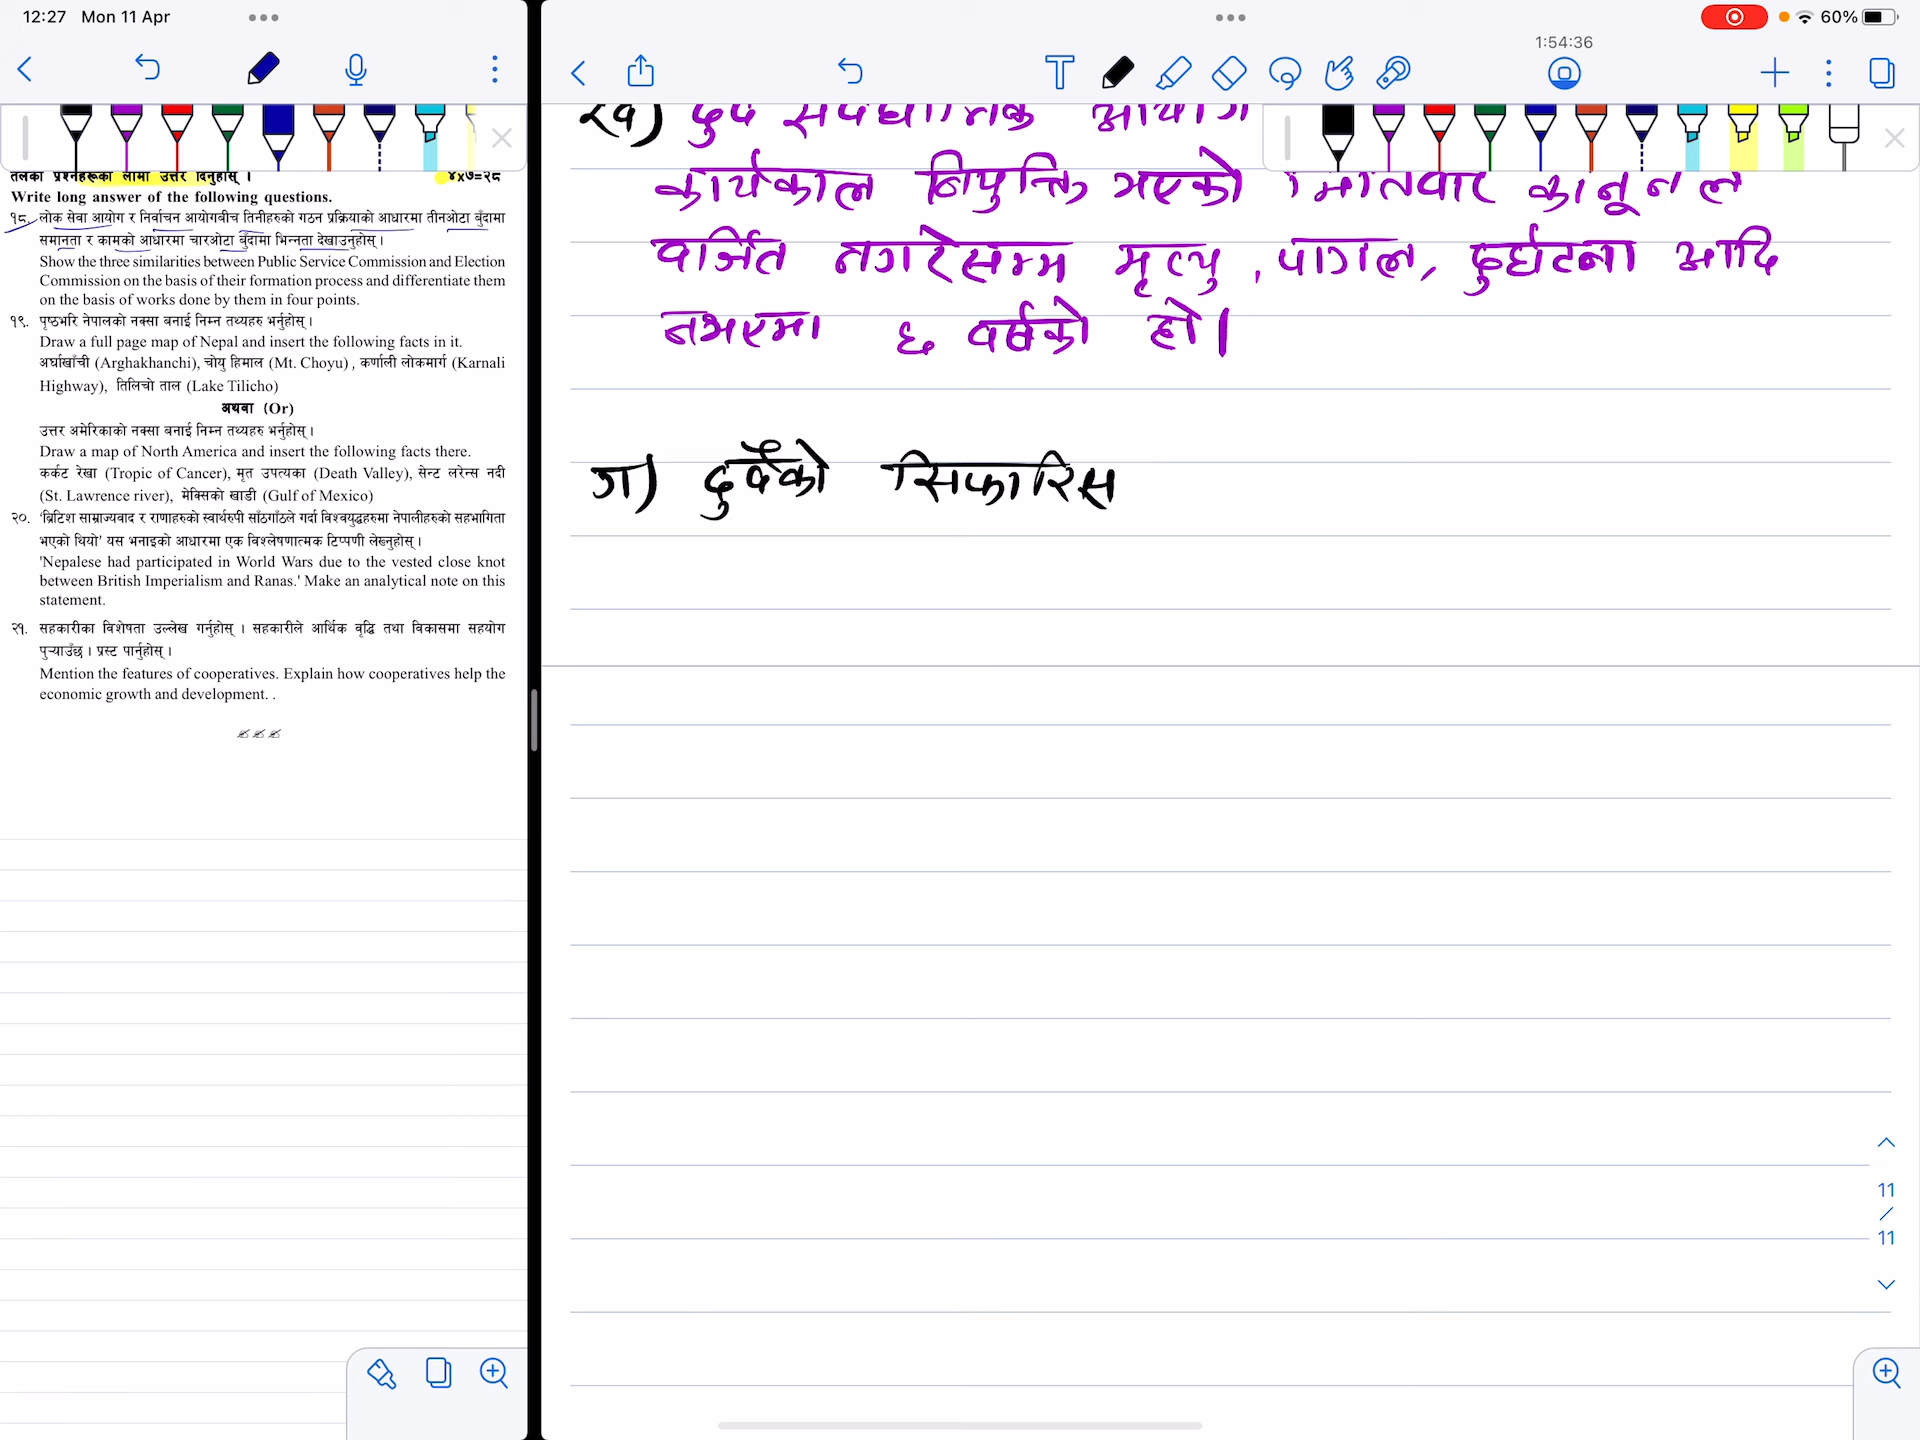 12:27 Mon 11 Apr
60%
1:54:36
तलका प्रश्नहरूका लामा उत्तर दिनुहोस् । ४x७=२८
Write long answer of the following questions.
१८. लोक सेवा आयोग र निर्वाचन आयोगबीच तिनीहरुको गठन प्रक्रियाको आधारमा तीनओटा बुँदामा
समानता र कामको आधारमा चारओटा बुँदामा भिन्नता देखाउनुहोस् ।
Show the three similarities between Public Service Commission and Election
Commission on the basis of their formation process and differentiate them
on the basis of works done by them in four points.
१९. पृष्ठभरि नेपालको नक्सा बनाई निम्न तथ्यहरु भर्नुहोस् ।
Draw a full page map of Nepal and insert the following facts in it.
अर्घाखाँची (Arghakhanchi), चोयु हिमाल (Mt. Choyu) , कर्णाली लोकमार्ग (Karnali
Highway), तिलिचो ताल (Lake Tilicho)
अथवा (Or)
उत्तर अमेरिकाको नक्सा बनाई निम्न तथ्यहरु भर्नुहोस् ।
Draw a map of North America and insert the following facts there.
कर्कट रेखा (Tropic of Cancer), मृत उपत्यका (Death Valley), सेन्ट लरेन्स नदी
(St. Lawrence river), मेक्सिको खाडी (Gulf of Mexico)
२०. 'ब्रिटिश साम्राज्यवाद र राणाहरुको स्वार्थरुपी साँठगाँठले गर्दा विश्वयुद्धहरुमा नेपालीहरुको सहभागिता
भएको थियो' यस भनाइको आधारमा एक विश्लेषणात्मक टिप्पणी लेख्नुहोस् ।
'Nepalese had participated in World Wars due to the vested close knot
between British Imperialism and Ranas.' Make an analytical note on this
statement.
२१. सहकारीका विशेषता उल्लेख गर्नुहोस् । सहकारीले आर्थिक वृद्धि तथा विकासमा सहयोग
पुऱ्याउँछ । प्रस्ट पार्नुहोस् ।
Mention the features of cooperatives. Explain how cooperatives help the
economic growth and development. .
ख) दुवै संवैधानिक आयोग
कार्यकाल नियुक्ति भएको मितिबाट कानूनले
वर्जित नगरेसम्म मृत्यु, पागल, दुर्घटना आदि
नभएमा ६ वर्षको हो।
ग) दुवैको सिफारिस
11
/
11